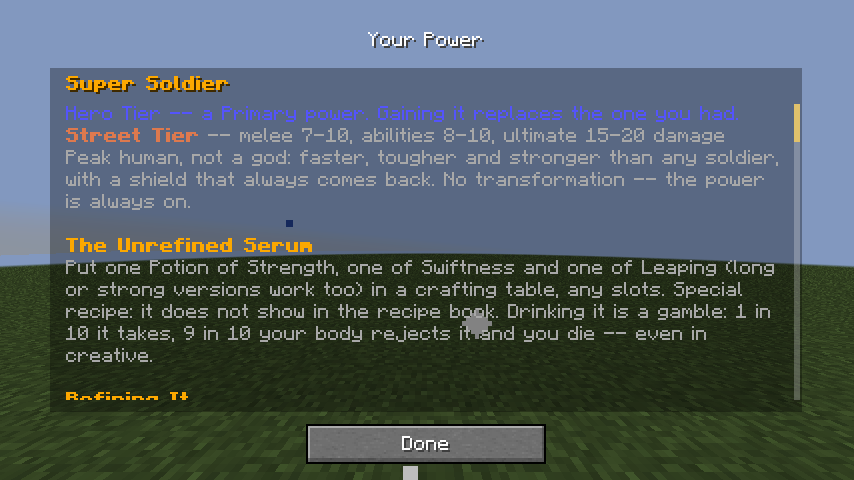 Your Power
Super Soldier
Hero Tier -- a Primary power. Gaining it replaces the one you had.
Street Tier -- melee 7-10, abilities 8-10, ultimate 15-20 damage
Peak human, not a god: faster, tougher and stronger than any soldier,
with a shield that always comes back. No transformation -- the power
is always on.
The Unrefined Serum
Put one Potion of Strength, one of Swiftness and one of Leaping (long
or strong versions work too) in a crafting table, any slots. Special
recipe: it does not show in the recipe book. Drinking it is a gamble: 1 in
10 it takes, 9 in 10 your body rejects it and you die -- even in
creative.
Refining It
Done